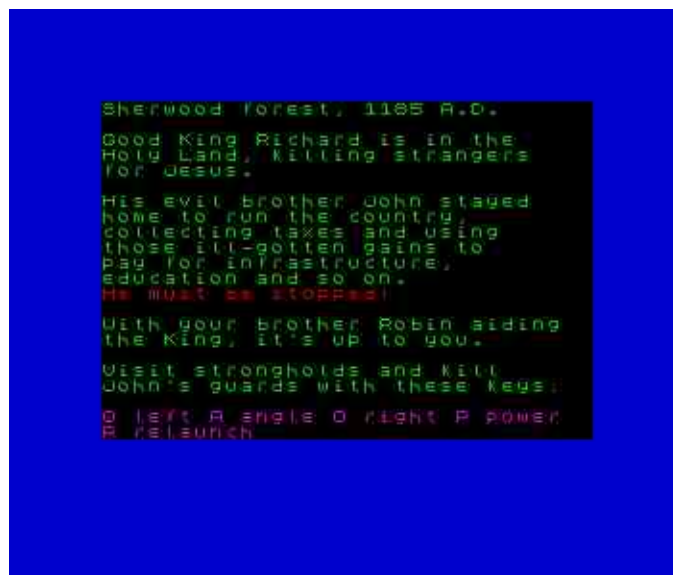 Sherwood forest, 1185 A.D.
Good King Richard is in the
Holy Land, killing strangers
for Jesus.
His evil brother John stayed
home to run the country,
collecting taxes and using
those ill-gotten gains to
pay for infrastructure,
education and so on.
He must be stopped!
With your brother Robin aiding
the King, it's up to you.
Visit strongholds and kill
John's guards with these keys:
left A angle O right P power
R relaunch